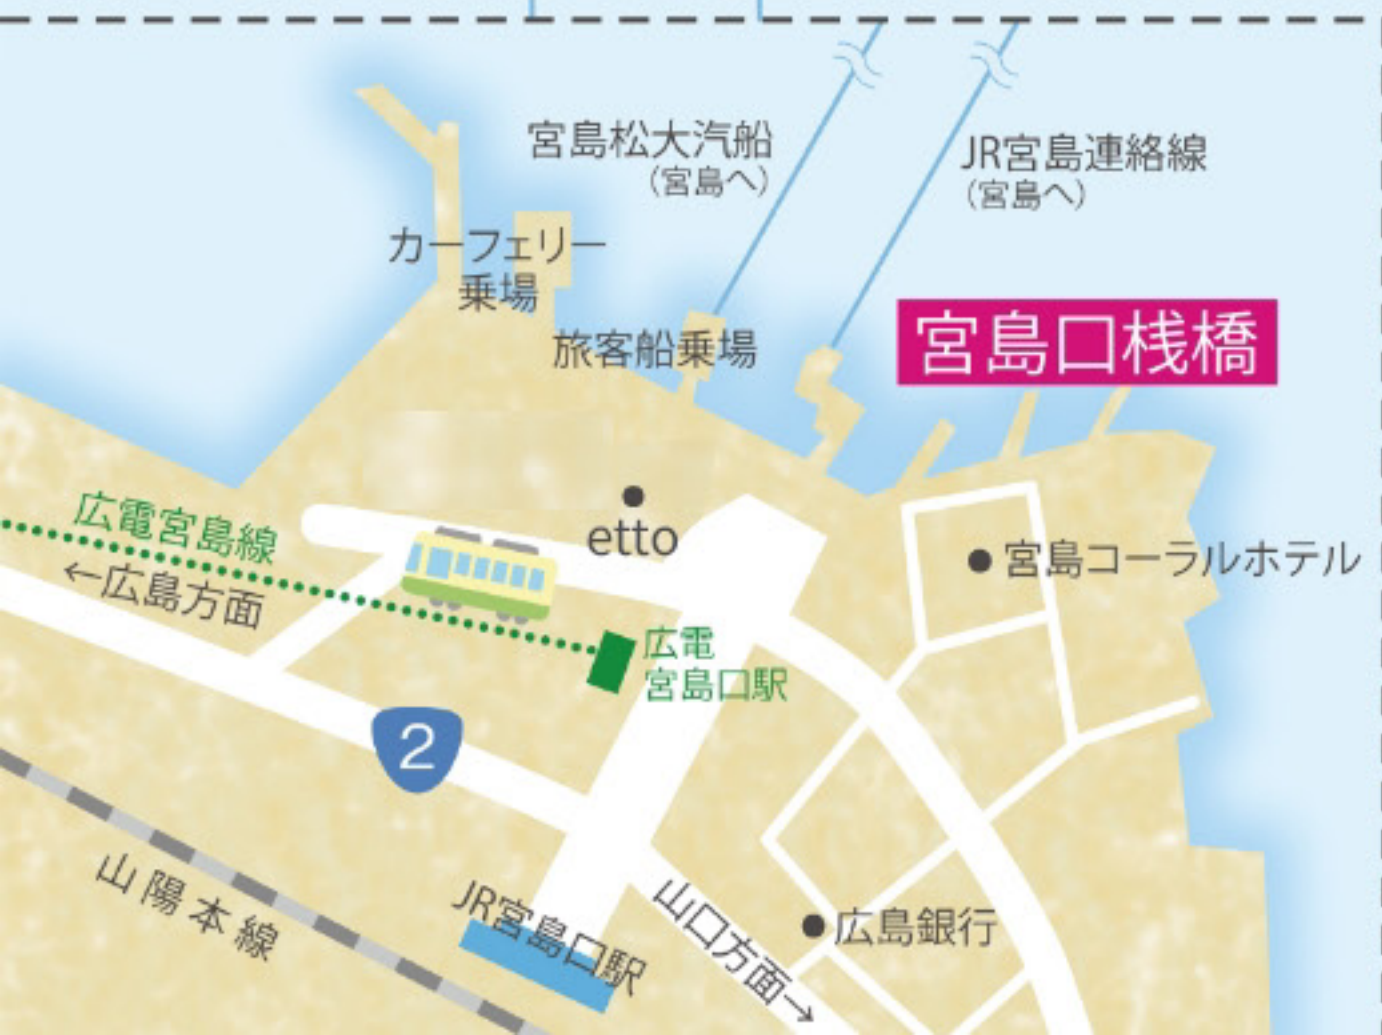 宮島松大汽船
(宮島へ)
JR宮島連絡線
(宮島へ)
カーフェリー
乗場
旅客船乗場
宮島口桟橋
広電宮島線
←広島方面
etto
宮島コーラルホテル
広電
宮島口駅
2
山陽本線
JR宮島口駅
山口方面→
広島銀行